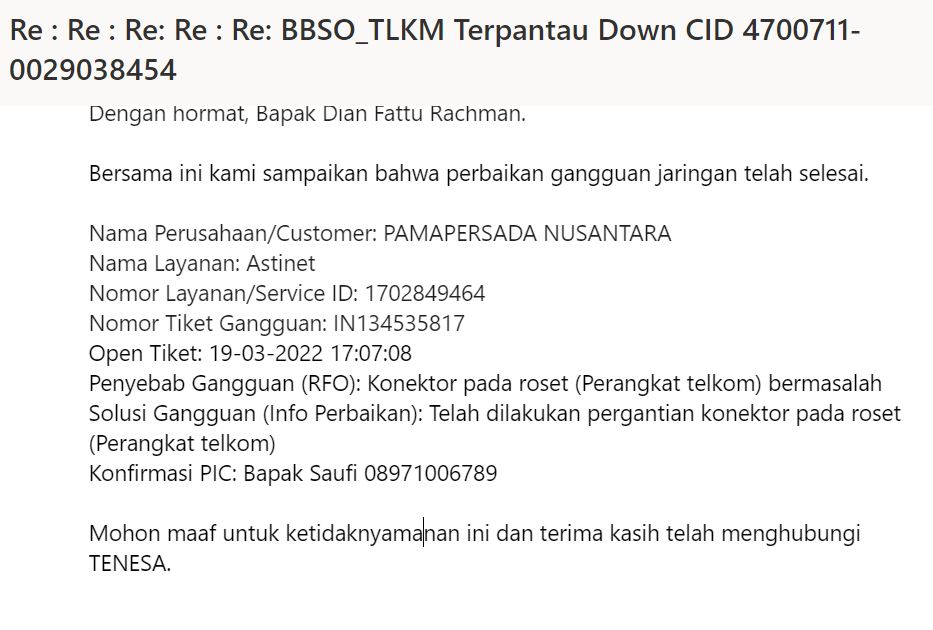 Re : Re : Re: Re : Re: BBSO_TLKM Terpantau Down CID 4700711-
0029038454
Dengan hormat, Bapak Dian Fattu Rachman.
Bersama ini kami sampaikan bahwa perbaikan gangguan jaringan telah selesai.
Nama Perusahaan/Customer: PAMAPERSADA NUSANTARA
Nama Layanan: Astinet
Nomor Layanan/Service ID: 1702849464
Nomor Tiket Gangguan: IN134535817
Open Tiket: 19-03-2022 17:07:08
Penyebab Gangguan (RFO): Konektor pada roset (Perangkat telkom) bermasalah
Solusi Gangguan (Info Perbaikan): Telah dilakukan pergantian konektor pada roset
(Perangkat telkom)
Konfirmasi PIC: Bapak Saufi 08971006789
Mohon maaf untuk ketidaknyamanan ini dan terima kasih telah menghubungi
TENESA.